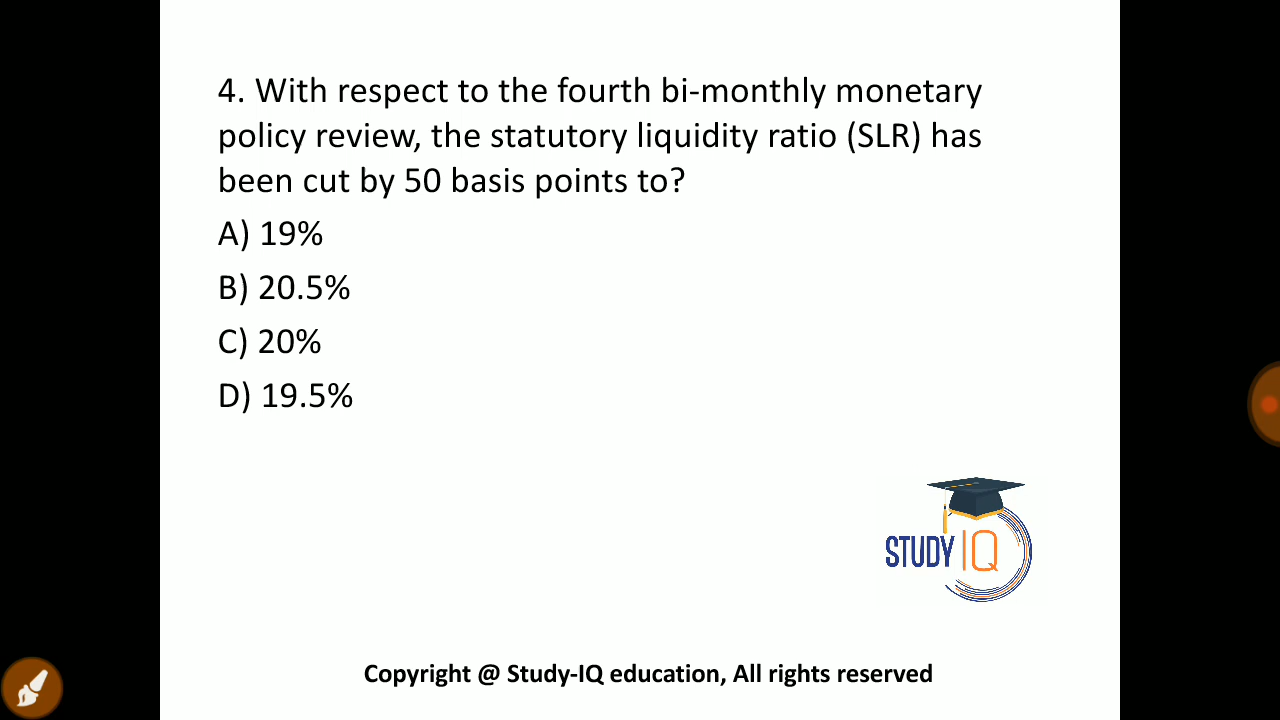 4. With respect to the fourth bi-monthly monetary
policy review, the statutory liquidity ratio (SLR) has
been cut by 50 basis points to?
A) 19%
B) 20.5%
C) 20%
D) 19.5%
STUDY IQ
Copyright @ Study-IQ education, All rights reserved